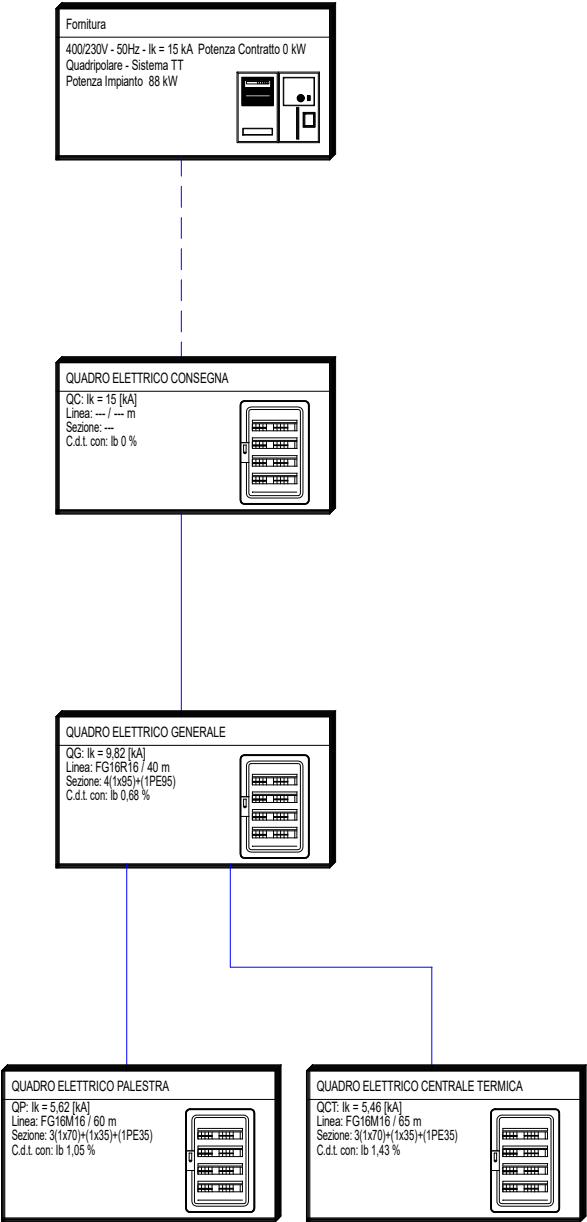 Fornitura
400/230V - 50Hz - Ik = 15 kA Potenza Contratto 0 kW
Quadripolare - Sistema TT
Potenza Impianto 88 kW
QUADRO ELETTRICO CONSEGNA
QC: Ik = 15 [kA]
Linea: --- / --- m
Sezione: ---
C.d.t. con: Ib 0 %
QUADRO ELETTRICO GENERALE
QG: Ik = 9,82 [kA]
Linea: FG16R16 / 40 m
Sezione: 4(1x95)+(1PE95)
C.d.t. con: Ib 0,68 %
QUADRO ELETTRICO PALESTRA
QP: Ik = 5,62 [kA]
Linea: FG16M16 / 60 m
Sezione: 3(1x70)+(1x35)+(1PE35)
C.d.t. con: Ib 1,05 %
QUADRO ELETTRICO CENTRALE TERMICA
QCT: Ik = 5,46 [kA]
Linea: FG16M16 / 65 m
Sezione: 3(1x70)+(1x35)+(1PE35)
C.d.t. con: Ib 1,43 %